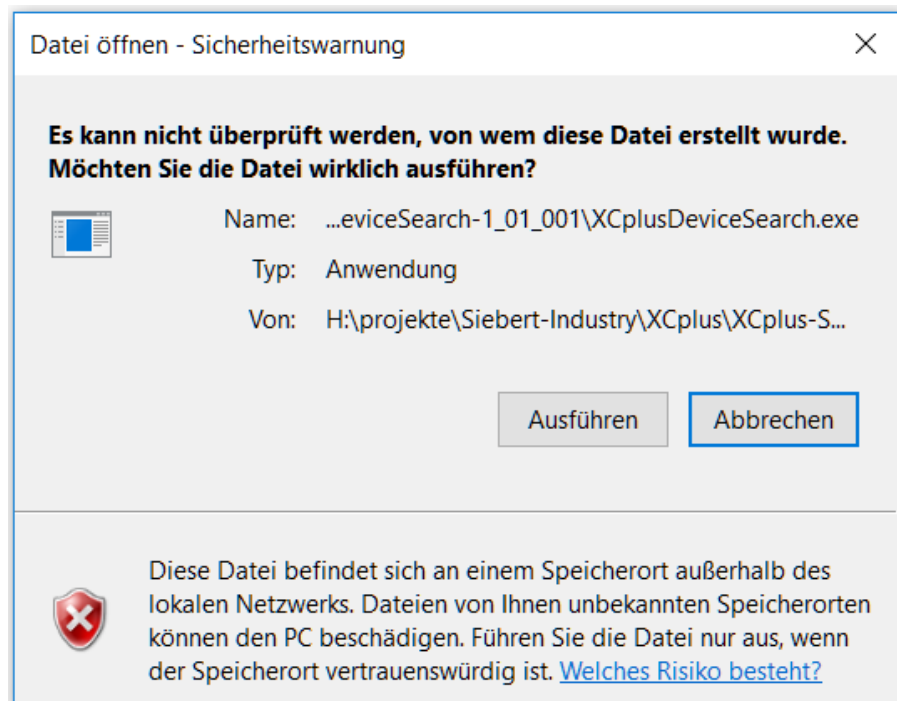 Datei öffnen - Sicherheitswarnung
Es kann nicht überprüft werden, von wem diese Datei erstellt wurde.
Möchten Sie die Datei wirklich ausführen?
Name: ...eviceSearch-1_01_001\XCplusDeviceSearch.exe
Typ: Anwendung
Von: H:\projekte\Siebert-Industry\XCplus\XCplus-S...
Ausführen Abbrechen
Diese Datei befindet sich an einem Speicherort außerhalb des
lokalen Netzwerks. Dateien von Ihnen unbekannten Speicherorten
können den PC beschädigen. Führen Sie die Datei nur aus, wenn
der Speicherort vertrauenswürdig ist. Welches Risiko besteht?